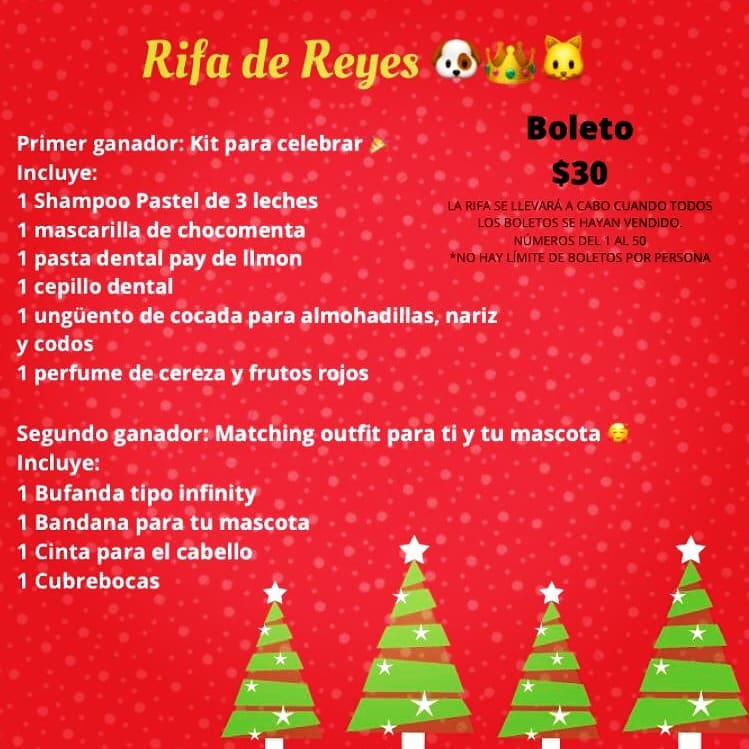 Rifa de Reyes 🐶👑🐱
Boleto
$30
LA RIFA SE LLEVARÁ A CABO CUANDO TODOS
LOS BOLETOS SE HAYAN VENDIDO.
NÚMEROS DEL 1 AL 50
*NO HAY LÍMITE DE BOLETOS POR PERSONA
Primer ganador: Kit para celebrar 🎉
Incluye:
1 Shampoo Pastel de 3 leches
1 mascarilla de chocomenta
1 pasta dental pay de lImon
1 cepillo dental
1 ungüento de cocada para almohadillas, nariz
y codos
1 perfume de cereza y frutos rojos
Segundo ganador: Matching outfit para ti y tu mascota 🥰
Incluye:
1 Bufanda tipo infinity
1 Bandana para tu mascota
1 Cinta para el cabello
1 Cubrebocas